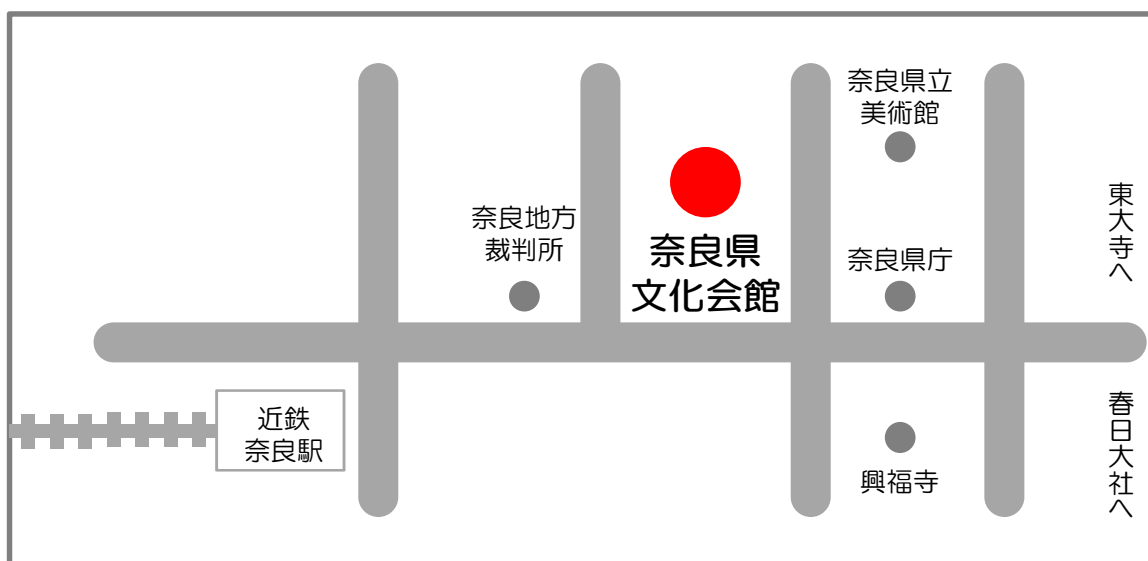 奈良県立
美術館
奈良地方
裁判所
奈良県
文化会館
奈良県庁
東大寺へ
近鉄
奈良駅
興福寺
春日大社へ